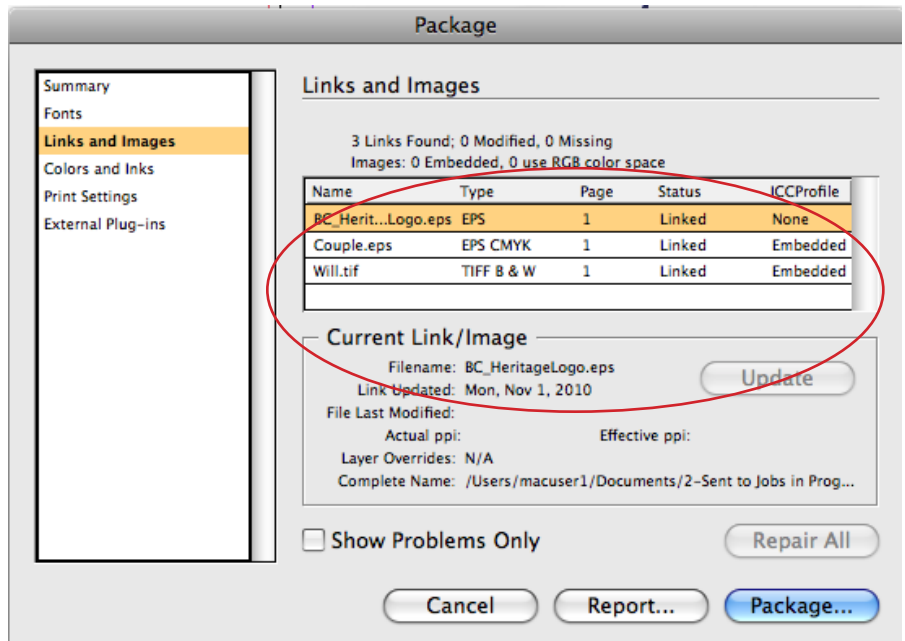 Package
Summary
Fonts
Links and Images
Colors and Inks
Print Settings
External Plug-ins
Links and Images
3 Links Found; 0 Modified, 0 Missing
Images: 0 Embedded, 0 use RGB color space
Name Type Page Status ICCProfile
BC_Herit...Logo.eps EPS 1 Linked None
Couple.eps EPS CMYK 1 Linked Embedded
Will.tif TIFF B & W 1 Linked Embedded
Current Link/Image
Filename: BC_HeritageLogo.eps
Update
Link Updated: Mon, Nov 1, 2010
File Last Modified:
Actual ppi: Effective ppi:
Layer Overrides: N/A
Complete Name: /Users/macuser1/Documents/2-Sent to Jobs in Prog...
Show Problems Only
Repair All
Cancel Report... Package...